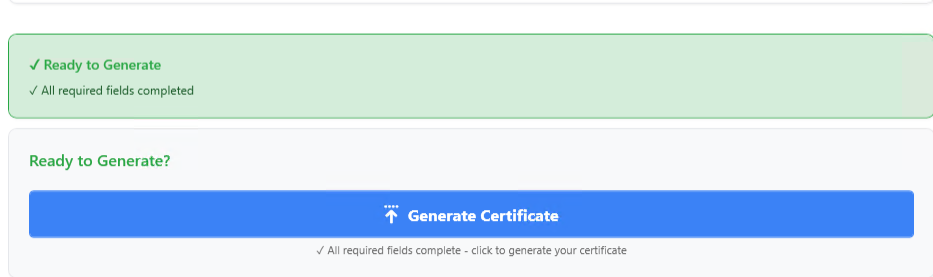 ✓ Ready to Generate
✓ All required fields completed
Ready to Generate?
Generate Certificate
✓ All required fields complete - click to generate your certificate